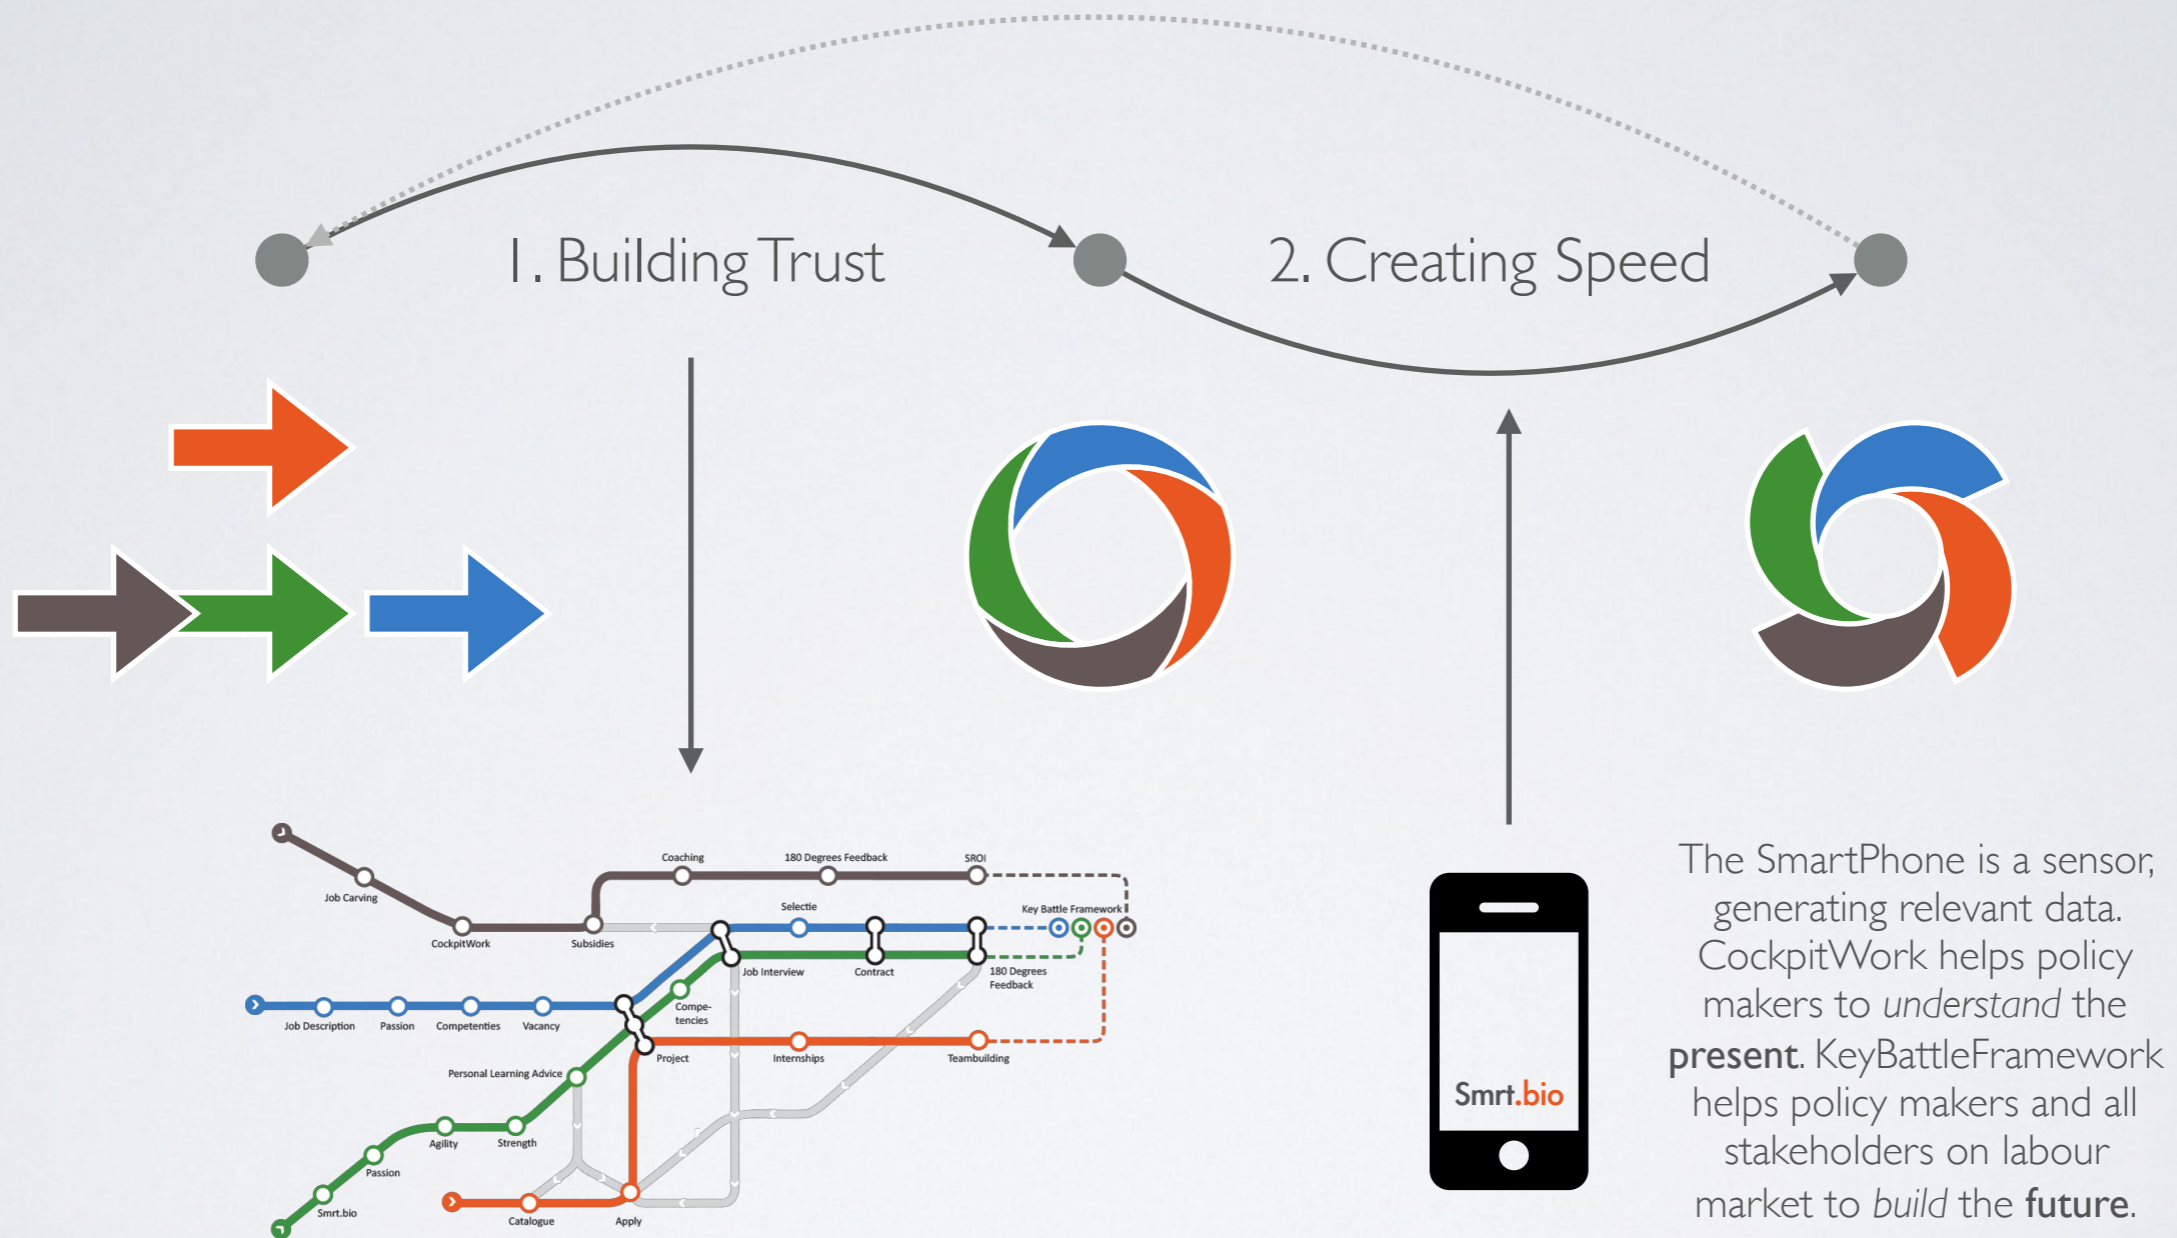 1. Building Trust
2. Creating Speed
Coaching
180 Degrees Feedback
SROI
Job Carving
Selectie
Key Battle Framework
CockpitWork
Subsidies
Job Interview
Contract
180 Degrees
Feedback
Compe-
tencies
Job Description
Passion
Competenties
Vacancy
Project
Internships
Teambuilding
Personal Learning Advice
Agility
Strength
Passion
Smrt.bio
Catalogue
Apply
Smrt.bio
The SmartPhone is a sensor,
generating relevant data.
CockpitWork helps policy
makers to understand the
present. KeyBattleFramework
helps policy makers and all
stakeholders on labour
market to build the future.